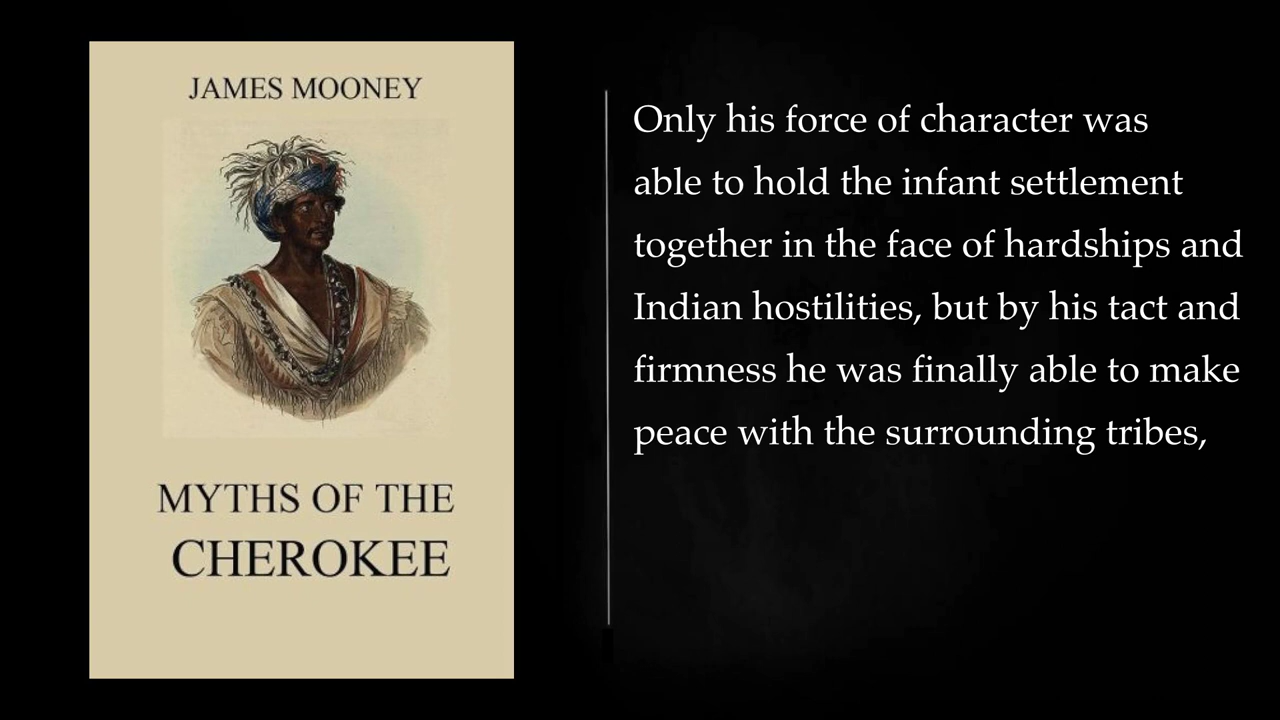 JAMES MOONEY
MYTHS OF THE
CHEROKEE
Only his force of character was
able to hold the infant settlement
together in the face of hardships and
Indian hostilities, but by his tact and
firmness he was finally able to make
peace with the surrounding tribes,